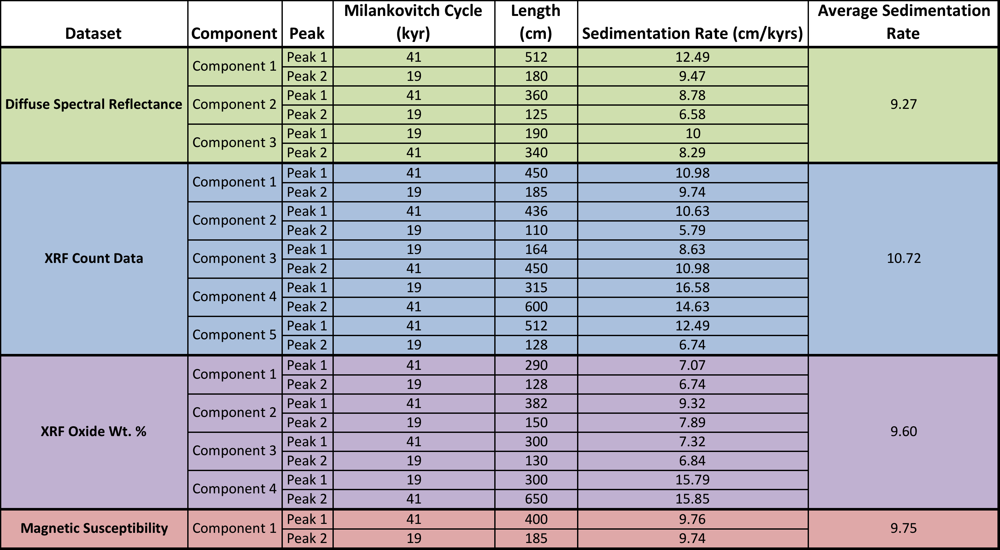 Dataset Component Peak Milankovitch Cycle (kyr) Length (cm) Sedimentation Rate (cm/kyrs) Average Sedimentation Rate
Diffuse Spectral Reflectance Component 1 Peak 1 41 512 12.49 9.27
Peak 2 19 180 9.47
Component 2 Peak 1 41 360 8.78
Peak 2 19 125 6.58
Component 3 Peak 1 19 190 10
Peak 2 41 340 8.29
XRF Count Data Component 1 Peak 1 41 450 10.98 10.72
Peak 2 19 185 9.74
Component 2 Peak 1 41 436 10.63
Peak 2 19 110 5.79
Component 3 Peak 1 19 164 8.63
Peak 2 41 450 10.98
Component 4 Peak 1 19 315 16.58
Peak 2 41 600 14.63
Component 5 Peak 1 41 512 12.49
Peak 2 19 128 6.74
XRF Oxide Wt. % Component 1 Peak 1 41 290 7.07 9.60
Peak 2 19 128 6.74
Component 2 Peak 1 41 382 9.32
Peak 2 19 150 7.89
Component 3 Peak 1 41 300 7.32
Peak 2 19 130 6.84
Component 4 Peak 1 19 300 15.79
Peak 2 41 650 15.85
Magnetic Susceptibility Component 1 Peak 1 41 400 9.76 9.75
Peak 2 19 185 9.74